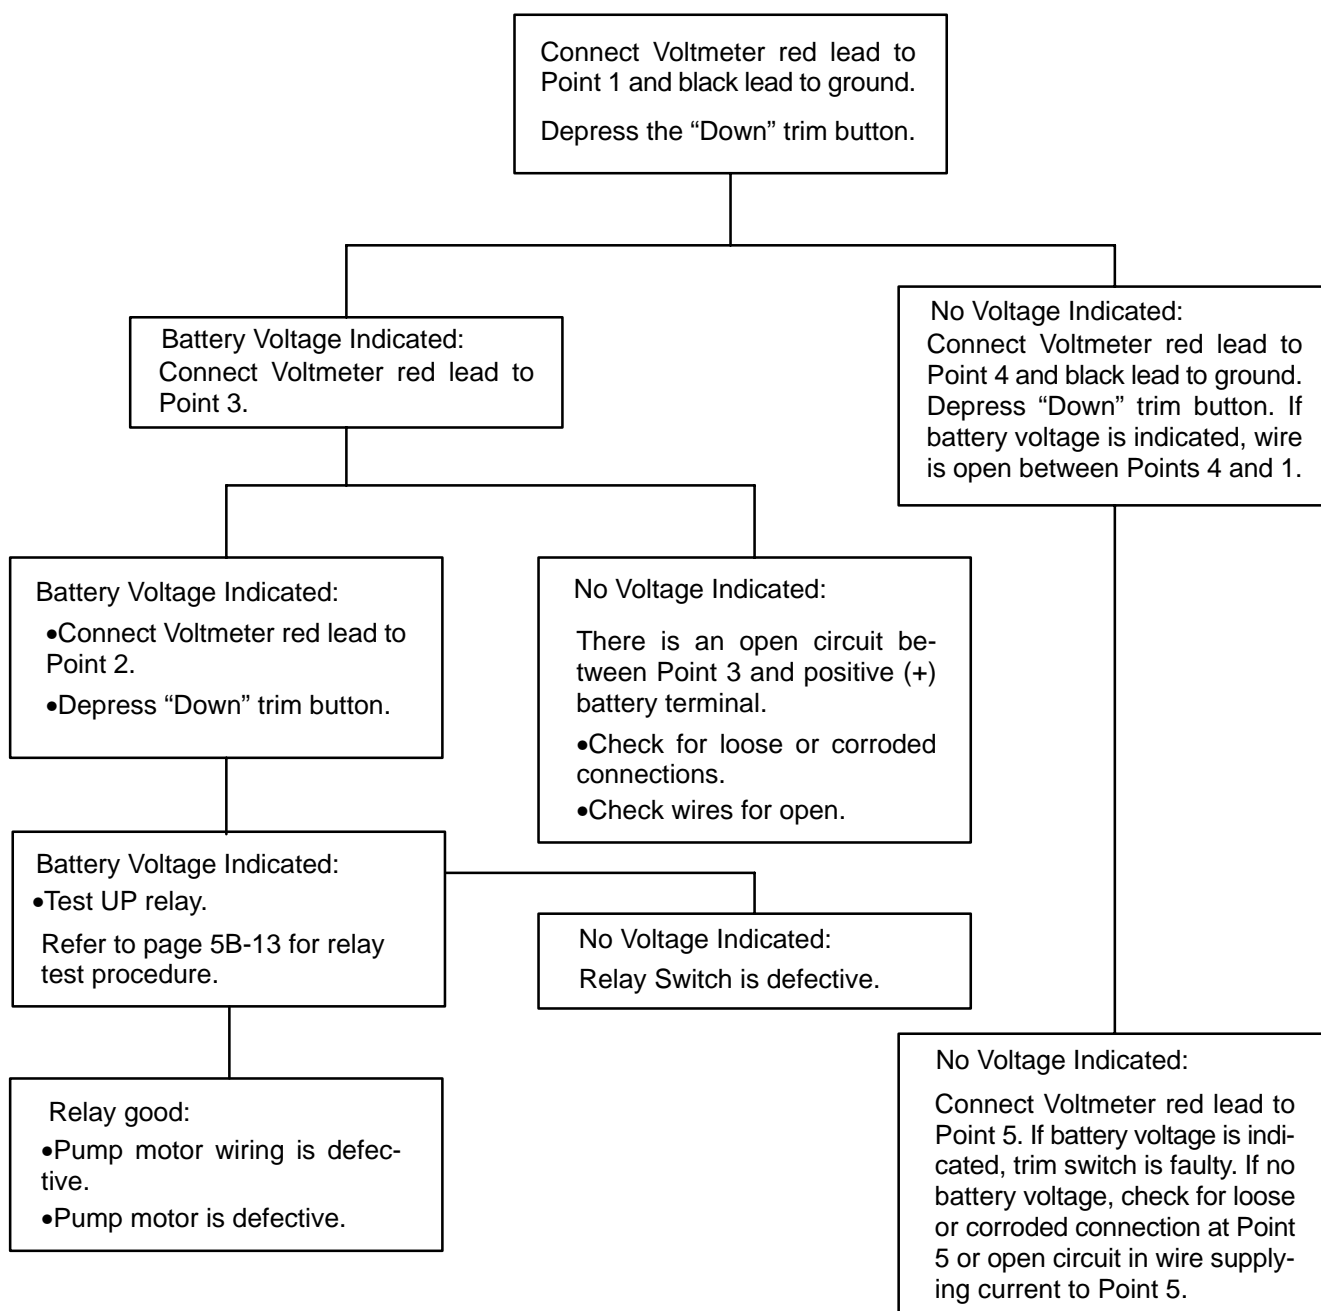 Connect Voltmeter red lead to
Point 1 and black lead to ground.
Depress the “Down” trim button.
Battery Voltage Indicated:
Connect Voltmeter red lead to
Point 3.
No Voltage Indicated:
Connect Voltmeter red lead to
Point 4 and black lead to ground.
Depress “Down” trim button. If
battery voltage is indicated, wire
is open between Points 4 and 1.
Battery Voltage Indicated:
•Connect Voltmeter red lead to
Point 2.
•Depress “Down” trim button.
No Voltage Indicated:
There is an open circuit be-
tween Point 3 and positive (+)
battery terminal.
•Check for loose or corroded
connections.
•Check wires for open.
Battery Voltage Indicated:
•Test UP relay.
Refer to page 5B-13 for relay
test procedure.
No Voltage Indicated:
Relay Switch is defective.
Relay good:
•Pump motor wiring is defec-
tive.
•Pump motor is defective.
No Voltage Indicated:
Connect Voltmeter red lead to
Point 5. If battery voltage is indi-
cated, trim switch is faulty. If no
battery voltage, check for loose
or corroded connection at Point
5 or open circuit in wire supply-
ing current to Point 5.